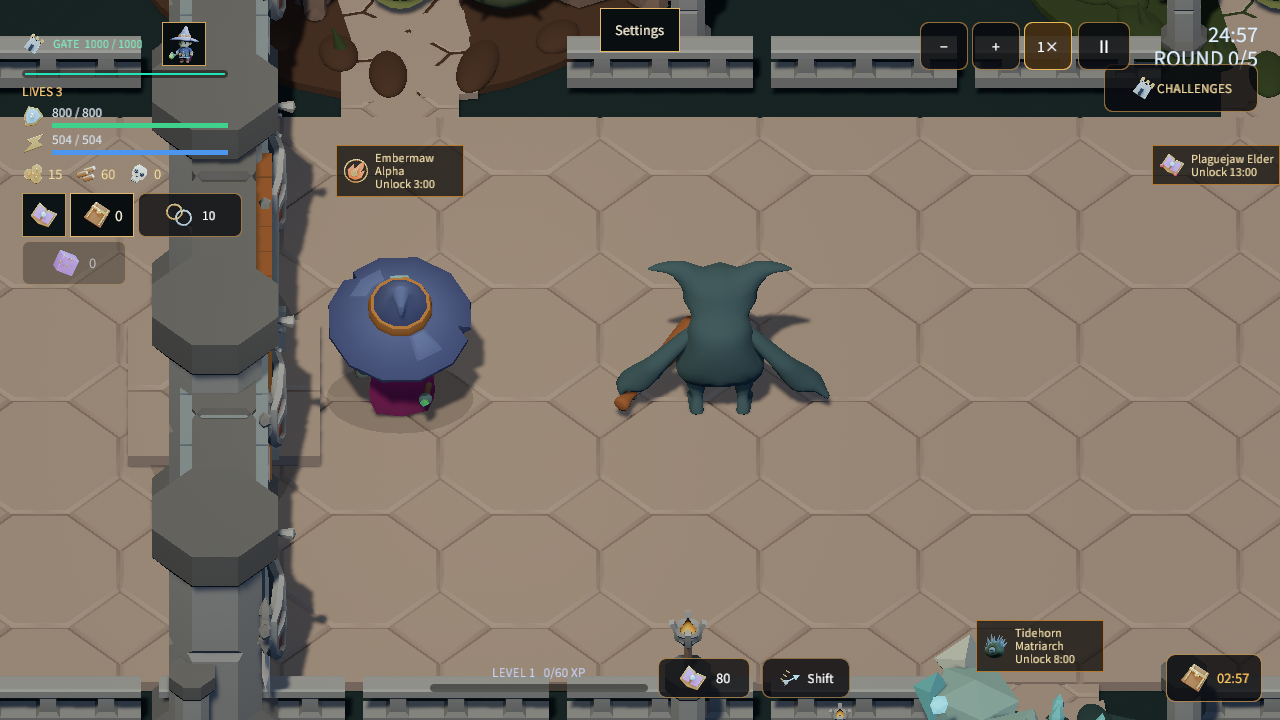 GATE 1000 / 1000
LIVES 3
800 / 800
504 / 504
15
60
0
0
10
0
Settings
−
+
1×
24:57
ROUND 0/5
CHALLENGES
Embermaw
Alpha
Unlock 3:00
Plaguejaw Elder
Unlock 13:00
Tidehorn
Matriarch
Unlock 8:00
LEVEL 1 0/60 XP
80
Shift
02:57